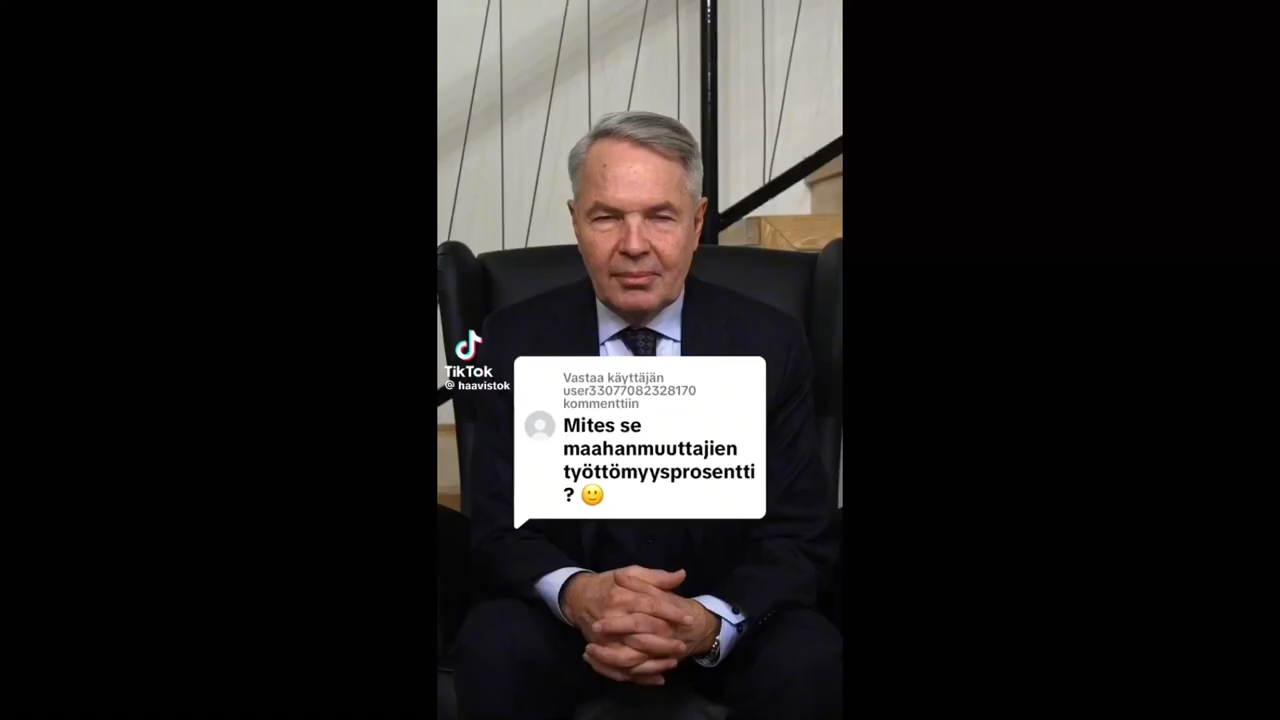 TikTok
@ haavistok
Vastaa käyttäjän
user33077082328170
kommenttiin
Mites se
maahanmuuttajien
työttömyysprosentti
? 🙂